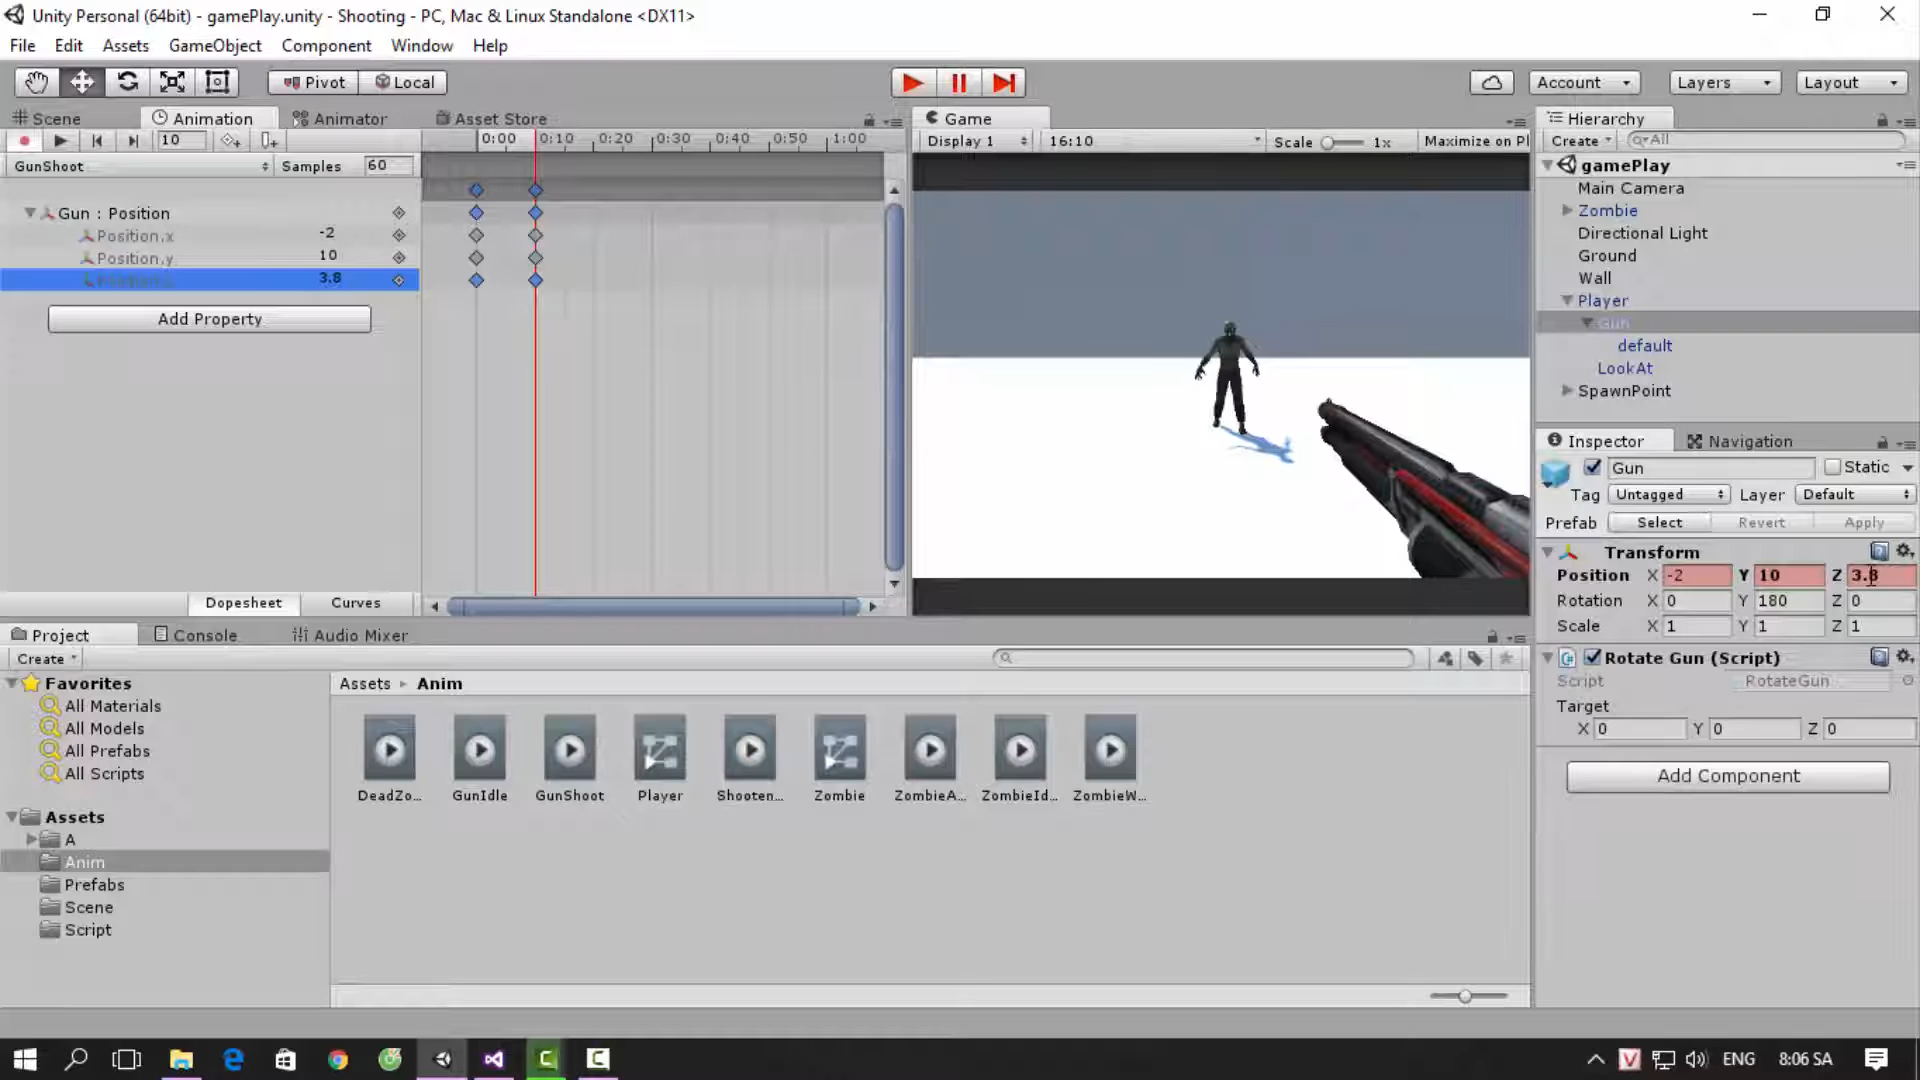 Unity Personal (64bit) - gamePlay.unity - Shooting - PC, Mac & Linux Standalone <DX11>
File Edit Assets GameObject Component Window Help
Pivot Local Account Layers Layout
Scene Animation Animator Asset Store Game Hierarchy
10 0:00 0:10 0:20 0:30 0:40 0:50 1:00 Display 1 16:10 Scale 1x Maximize on Pl Create All
GunShoot Samples 60 gamePlay
Main Camera
Gun : Position Zombie
Position.x -2 Directional Light
Position.y 10 Ground
3.8 Wall
Add Property Player
Gun
default
LookAt
SpawnPoint
Inspector Navigation
Gun Static
Tag Untagged Layer Default
Prefab Select Revert Apply
Transform
Position X -2 Y 10 Z 3.8
Rotation X 0 Y 180 Z 0
Scale X 1 Y 1 Z 1
Dopesheet Curves
Project Console Audio Mixer
Create
Rotate Gun (Script)
Script RotateGun
Target
X 0 Y 0 Z 0
Add Component
Favorites Assets Anim
All Materials
All Models
All Prefabs
All Scripts
DeadZo... GunIdle GunShoot Player Shooten... Zombie ZombieA... ZombieId... ZombieW...
Assets
A
Anim
Prefabs
Scene
Script
ENG 8:06 SA